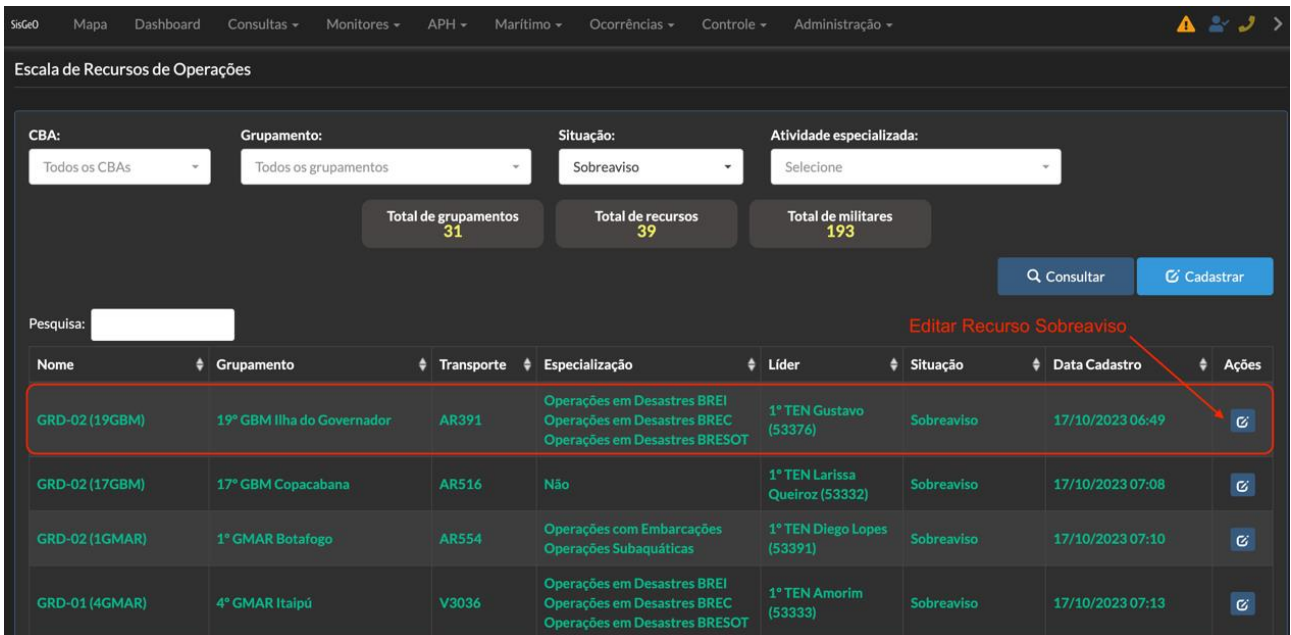 SisGeO Mapa Dashboard Consultas Monitores APH Marítimo Ocorrências Controle Administração
Escala de Recursos de Operações
CBA: Grupamento: Situação: Atividade especializada:
Todos os CBAs Todos os grupamentos Sobreaviso Selecione
Total de grupamentos Total de recursos Total de militares
31 39 193
Consultar Cadastrar
Pesquisa: Editar Recurso Sobreaviso
Nome Grupamento Transporte Especialização Líder Situação Data Cadastro Ações
Operações em Desastres BREI
GRD-02 (19GBM) 19º GBM Ilha do Governador AR391 Operações em Desastres BREC 1º TEN Gustavo (53376) Sobreaviso 17/10/2023 06:49
Operações em Desastres BRESOT
GRD-02 (17GBM) 17º GBM Copacabana AR516 Não 1º TEN Larissa Queiroz (53332) Sobreaviso 17/10/2023 07:08
GRD-02 (1GMAR) 1º GMAR Botafogo AR554 Operações com Embarcações 1º TEN Diego Lopes (53391) Sobreaviso 17/10/2023 07:10
Operações Subaquáticas
Operações em Desastres BREI
GRD-01 (4GMAR) 4º GMAR Itaipú V3036 Operações em Desastres BREC 1º TEN Amorim (53333) Sobreaviso 17/10/2023 07:13
Operações em Desastres BRESOT